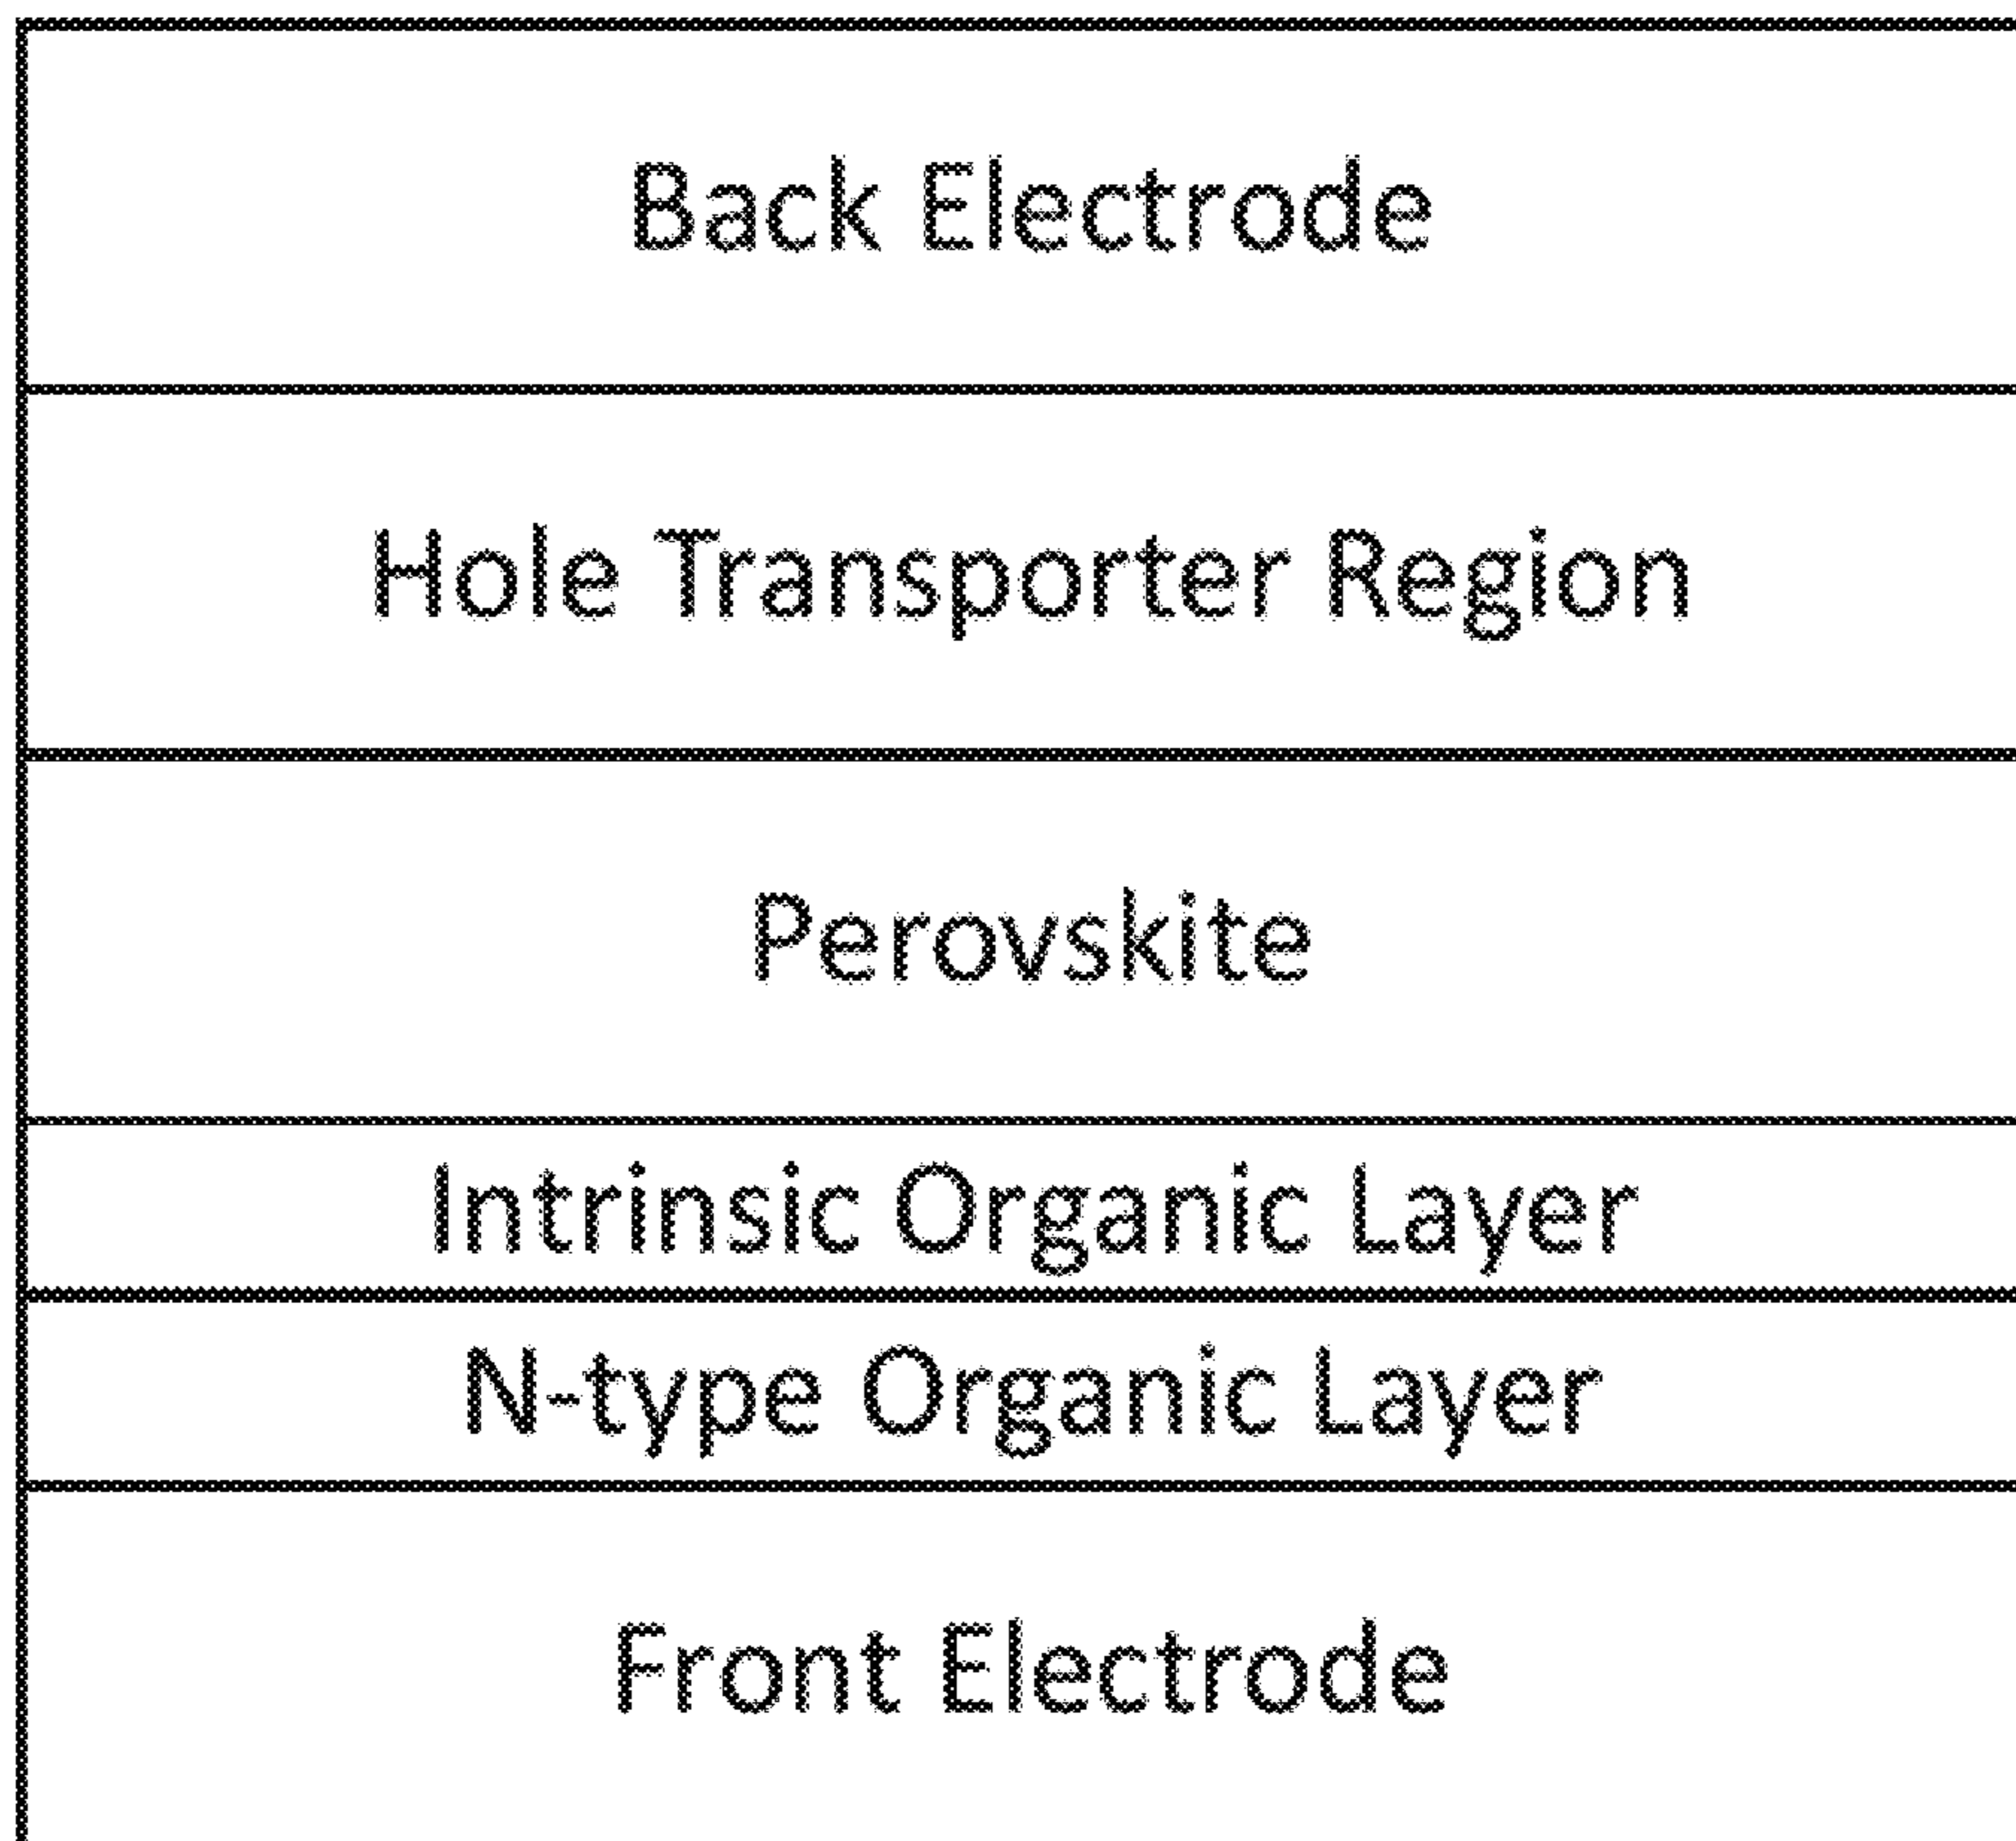 Back Electrode
Hole Transporter Region
Perovskite
Intrinsic Organic Layer
N-type Organic Layer
Front Electrode